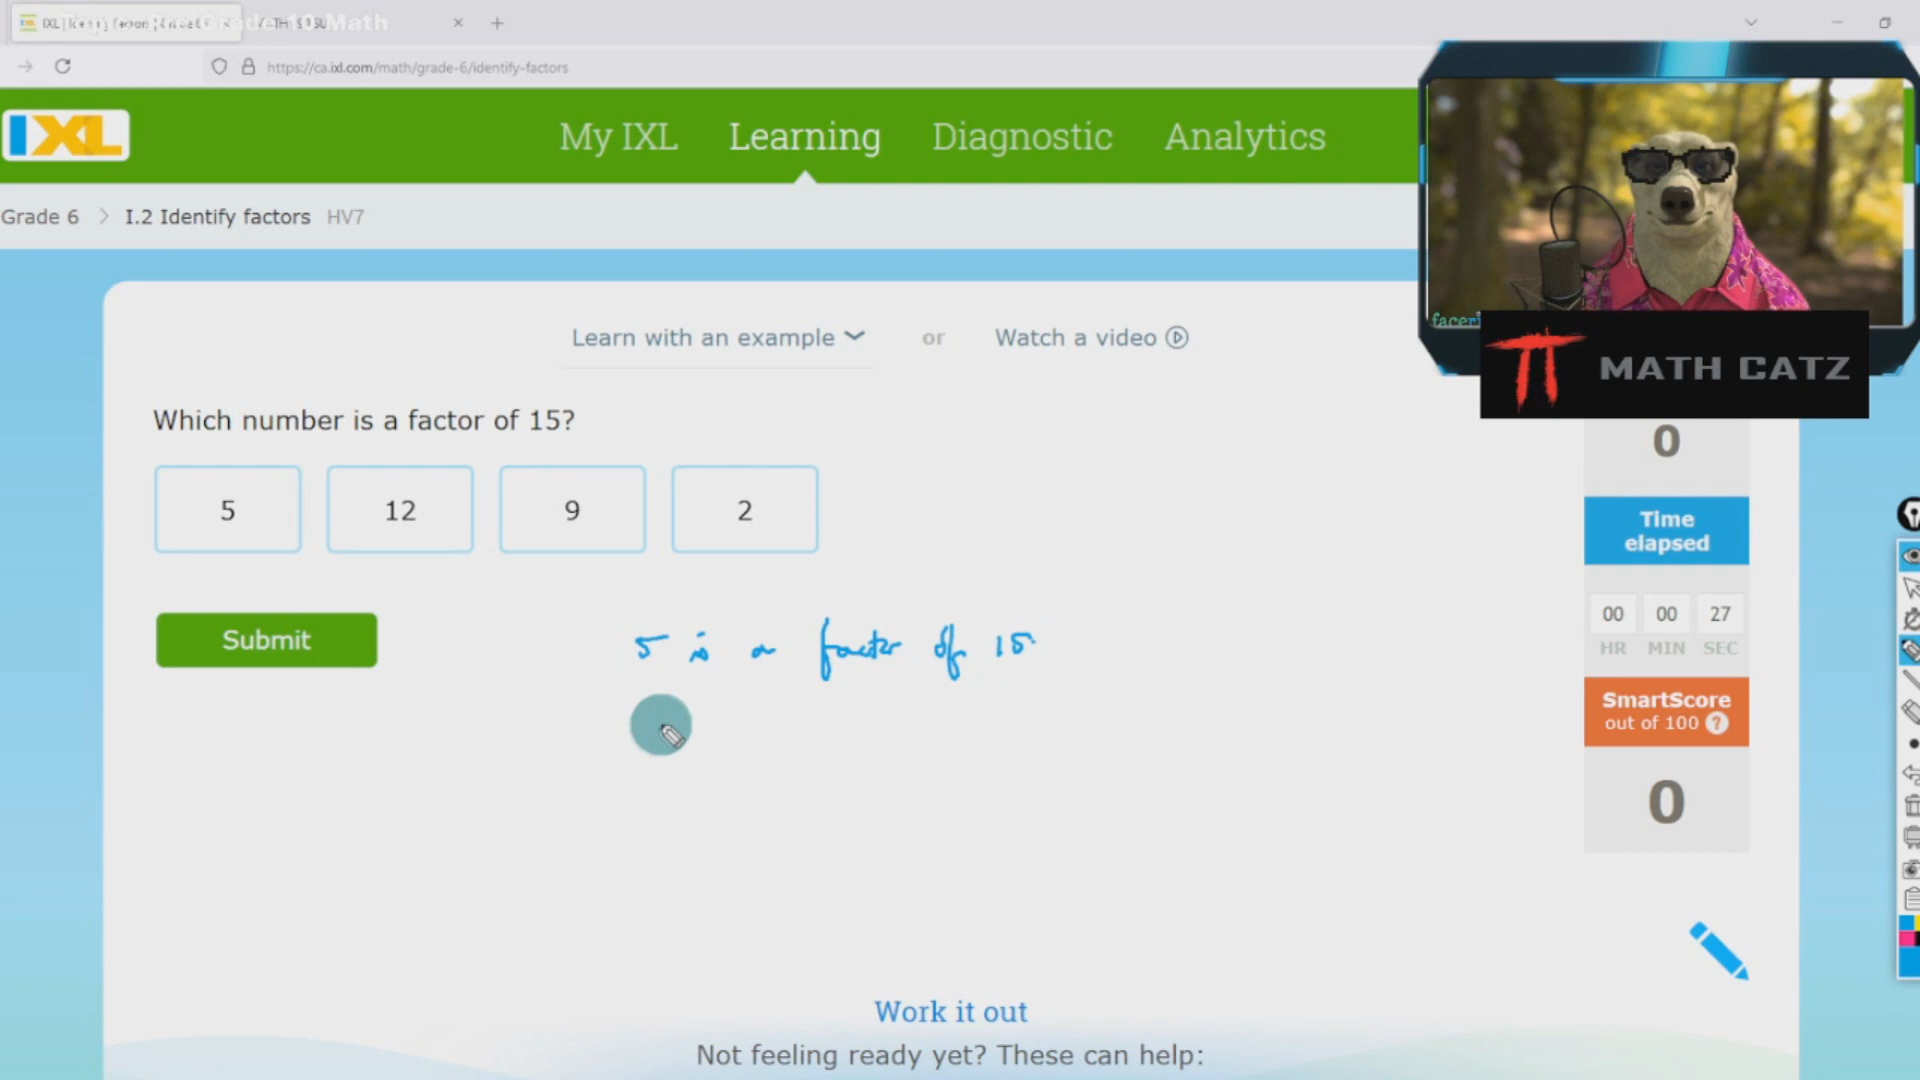 Grade 10 Math
https://ca.ixl.com/math/grade-6/identify-factors
IXL
My IXL Learning Diagnostic Analytics
Grade 6 > I.2 Identify factors HV7
Learn with an example or Watch a video
MATH CATZ
Which number is a factor of 15?
5 12 9 2
0
Time
elapsed
00 00 27
HR MIN SEC
Submit
5 is a factor of 15
SmartScore
out of 100 ?
0
Work it out
Not feeling ready yet? These can help: